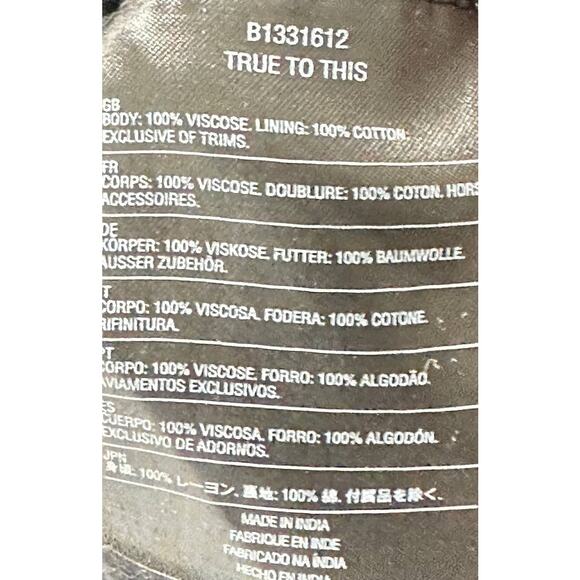 B1331612
TRUE TO THIS
GB
BODY: 100% VISCOSE. LINING: 100% COTTON.
EXCLUSIVE OF TRIMS.
FR
CORPS: 100% VISCOSE. DOUBLURE: 100% COTON. HORS
ACCESSOIRES.
DE
KÖRPER: 100% VISKOSE. FUTTER: 100% BAUMWOLLE.
AUSSER ZUBEHÖR.
IT
CORPO: 100% VISCOSA. FODERA: 100% COTONE.
RIFINITURA.
PT
CORPO: 100% VISCOSE. FORRO: 100% ALGODÃO.
AVIAMENTOS EXCLUSIVOS.
ES
CUERPO: 100% VISCOSA. FORRO: 100% ALGODÓN.
EXCLUSIVO DE ADORNOS.
JPN
身頃: 100% レーヨン. 裏地: 100% 綿. 付属品を除く.
MADE IN INDIA
FABRIQUE EN INDE
FABRICADO NA ÍNDIA
HECHO EN INDIA